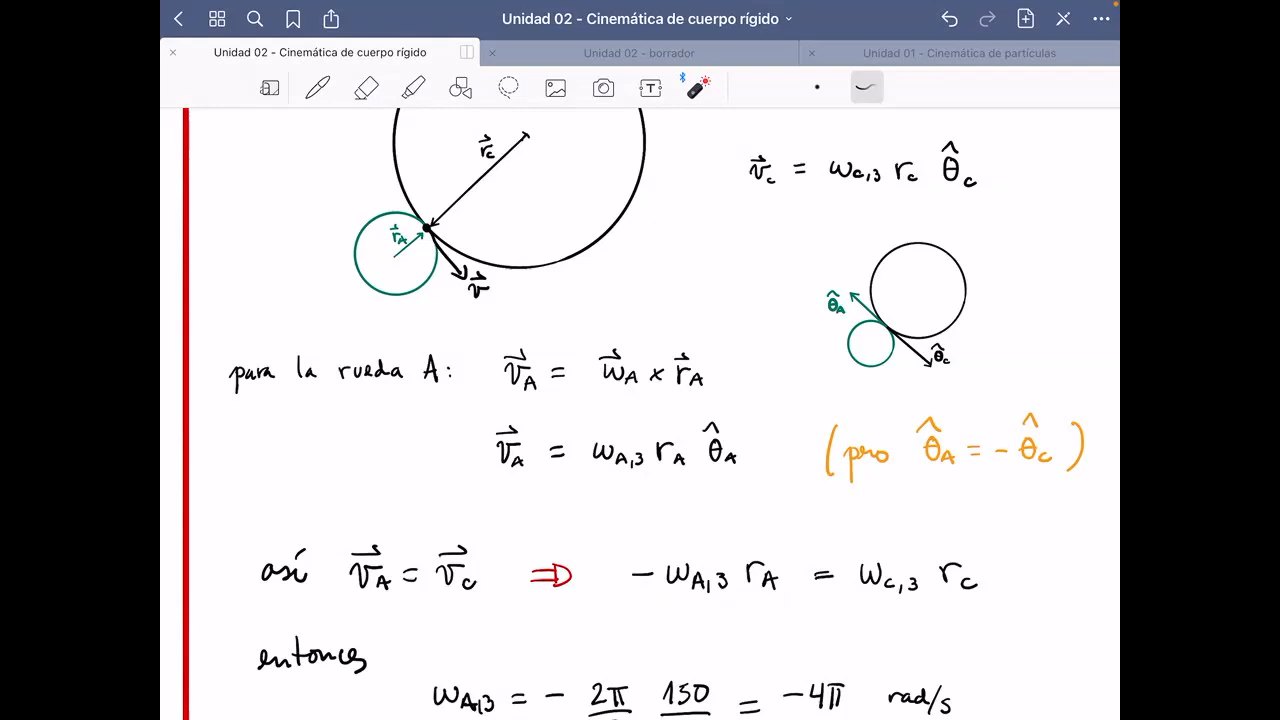 Unidad 02 - Cinemática de cuerpo rígido
Unidad 02 - Cinemática de cuerpo rígido
Unidad 02 - borrador
Unidad 01 - Cinemática de partículas
T
r⃗c
v⃗c = ωc,3 rc θ̂c
r⃗A
v⃗
θ̂A
θ̂c
para la rueda A: v⃗A = ω⃗A × r⃗A
v⃗A = ωA,3 rA θ̂A (pero θ̂A = - θ̂c)
así v⃗A = v⃗c ⇒ - ωA,3 rA = ωc,3 rc
entonces
ωA,3 = - 2π 150 = -4π rad/s